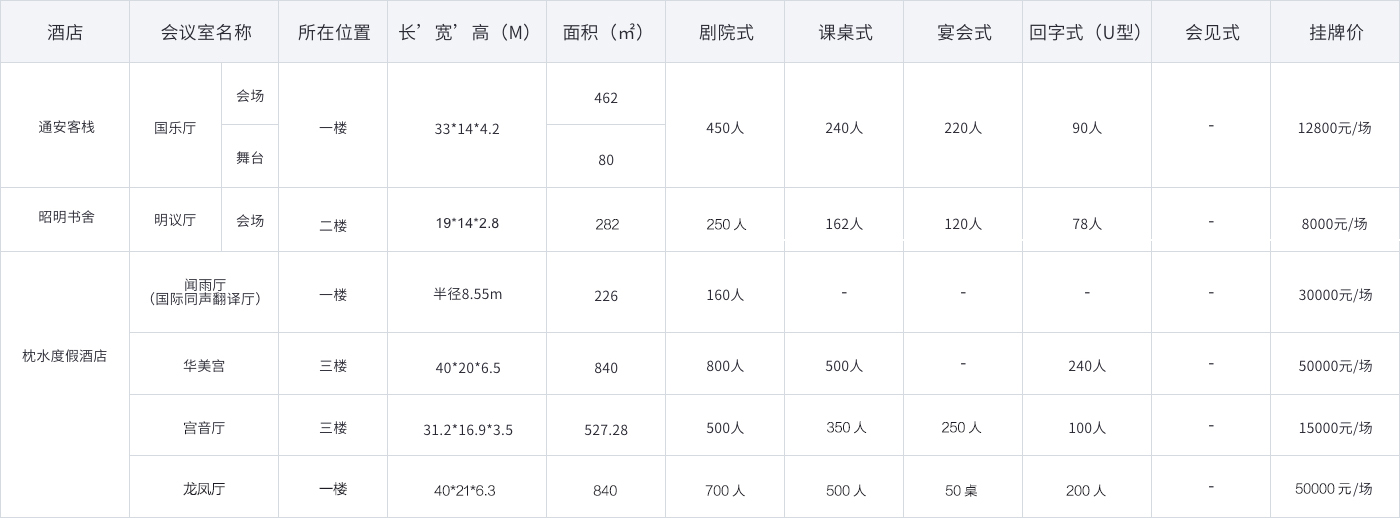 酒店 会议室名称 所在位置 长’宽’高（M） 面积（㎡） 剧院式 课桌式 宴会式 回字式（U型） 会见式 挂牌价
通安客栈 国乐厅 会场 一楼 33*14*4.2 462 450人 240人 220人 90人 - 12800元/场
舞台 80
昭明书舍 明议厅 会场 二楼 19*14*2.8 282 250 人 162人 120人 78人 - 8000元/场
枕水度假酒店 闻雨厅
（国际同声翻译厅） 一楼 半径8.55m 226 160人 - - - - 30000元/场
华美宫 三楼 40*20*6.5 840 800人 500人 - 240人 - 50000元/场
宫音厅 三楼 31.2*16.9*3.5 527.28 500人 350 人 250 人 100人 - 15000元/场
龙凤厅 一楼 40*21*6.3 840 700 人 500 人 50 桌 200 人 - 50000 元/场